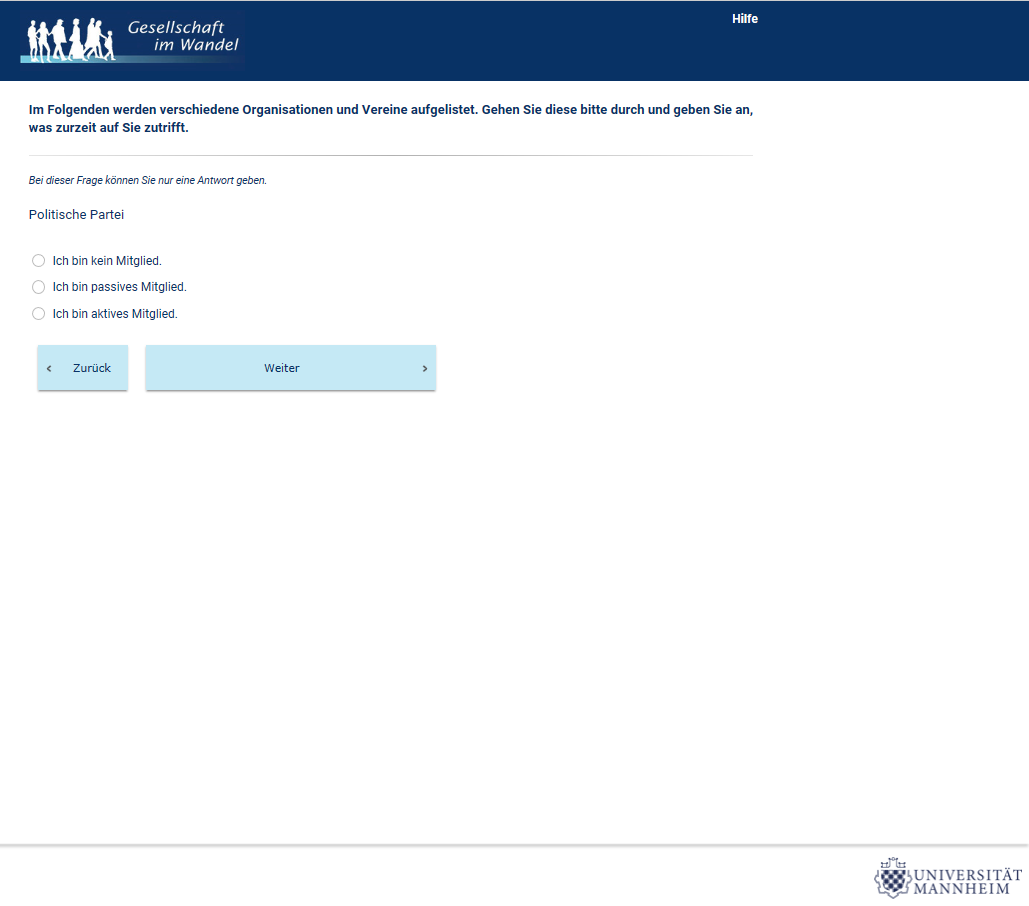 Gesellschaft
im Wandel
Hilfe
Im Folgenden werden verschiedene Organisationen und Vereine aufgelistet. Gehen Sie diese bitte durch und geben Sie an,
was zurzeit auf Sie zutrifft.
Bei dieser Frage können Sie nur eine Antwort geben.
Politische Partei
Ich bin kein Mitglied.
Ich bin passives Mitglied.
Ich bin aktives Mitglied.
‹ Zurück
Weiter ›
UNIVERSITÄT
MANNHEIM